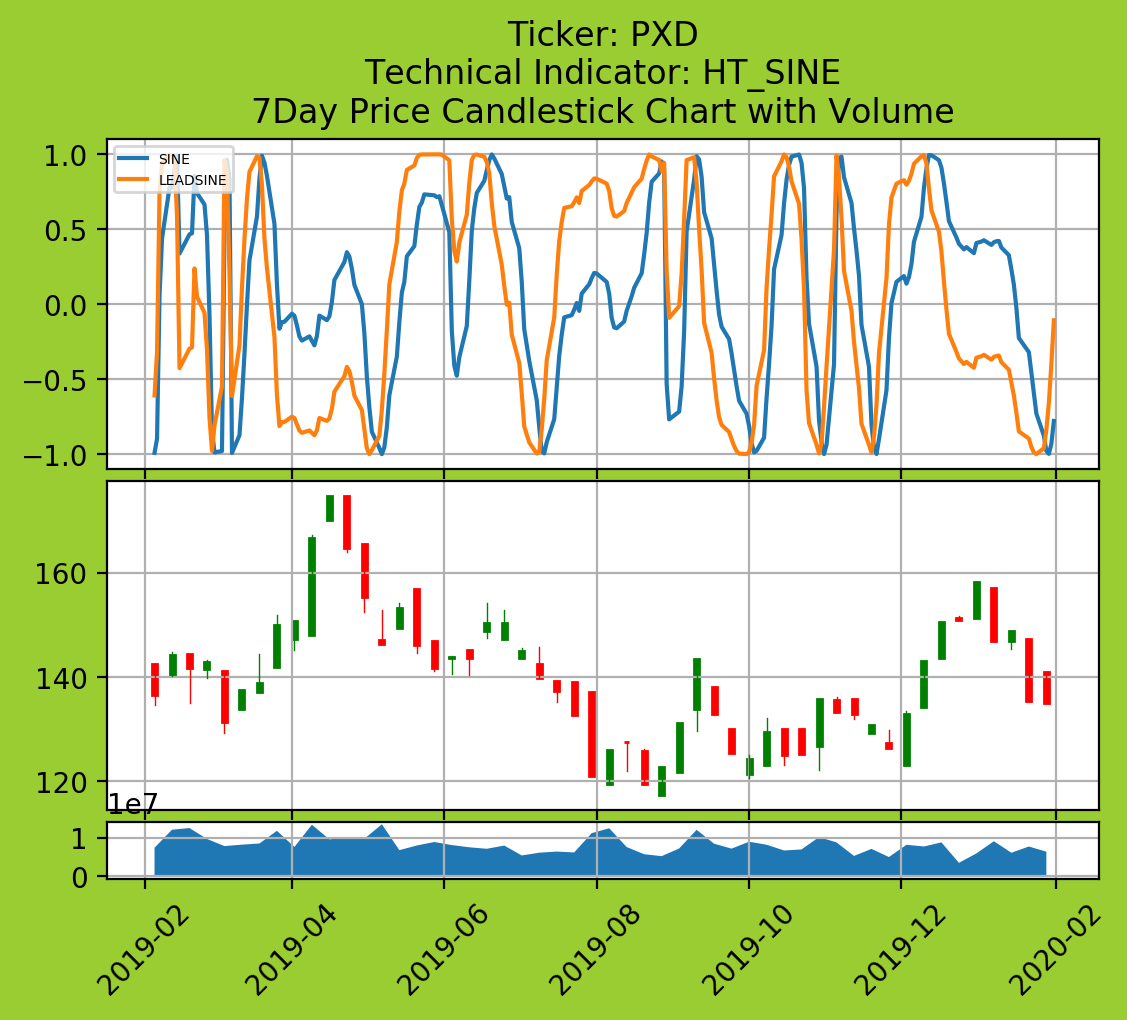 Ticker: PXD
Technical Indicator: HT_SINE
7Day Price Candlestick Chart with Volume
SINE
LEADSINE
1.0
0.5
0.0
−0.5
−1.0
160
140
120
1e7
1
0
2019-02
2019-04
2019-06
2019-08
2019-10
2019-12
2020-02